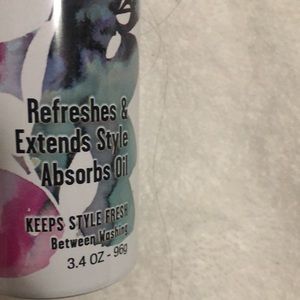 Refreshes &
Extends Style
Absorbs Oil
KEEPS STYLE FRESH
Between Washing
3.4 OZ - 96g